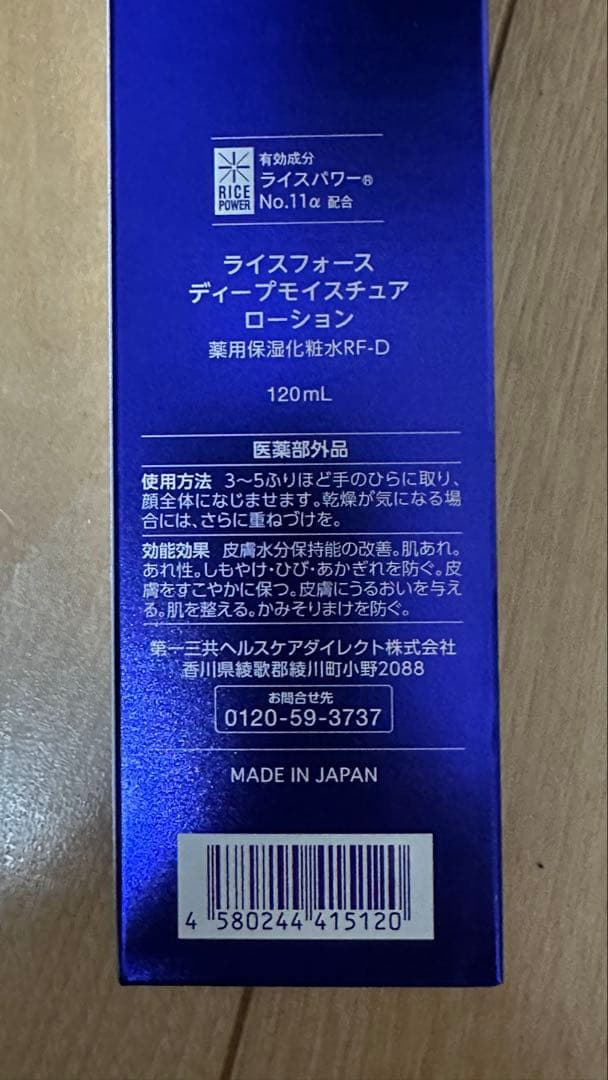 RICE
POWER
有効成分
ライスパワー®
No.11α 配合
ライスフォース
ディープモイスチュア
ローション
薬用保湿化粧水RF-D
120mL
医薬部外品
使用方法 3〜5ふりほど手のひらに取り、
顔全体になじませます。乾燥が気になる場
合には、さらに重ねづけを。
効能効果 皮膚水分保持能の改善。肌あれ。
あれ性。しもやけ・ひび・あかぎれを防ぐ。皮
膚をすこやかに保つ。皮膚にうるおいを与え
る。肌を整える。かみそりまけを防ぐ。
第一三共ヘルスケアダイレクト株式会社
香川県綾歌郡綾川町小野2088
お問合せ先
0120-59-3737
MADE IN JAPAN
4 580244 415120